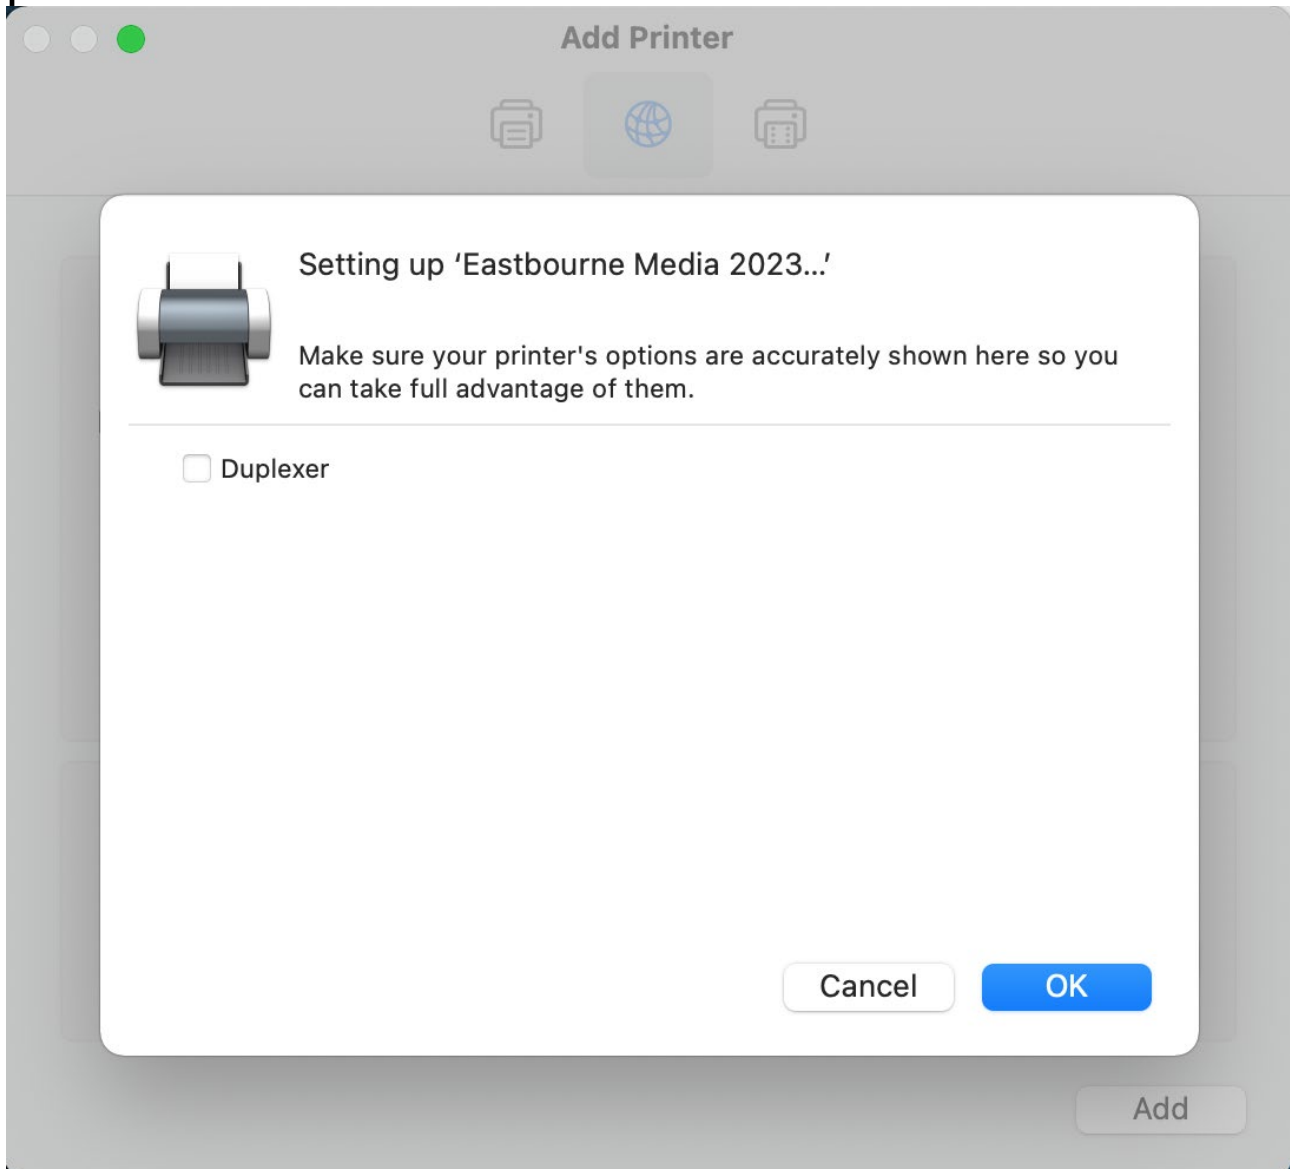 Add Printer
Setting up ‘Eastbourne Media 2023...’
Make sure your printer's options are accurately shown here so you
can take full advantage of them.
Duplexer
Cancel
OK
Add